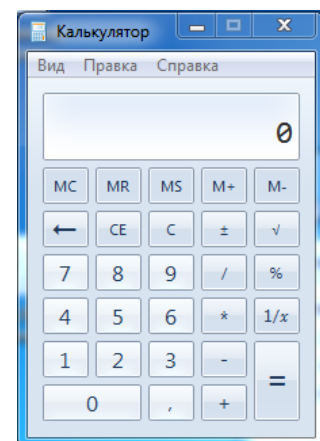 Калькулятор
Вид Правка Справка
0
MC MR MS M+ M-
← CE C ± √
7 8 9 / %
4 5 6 * 1/x
1 2 3 - =
0 , +